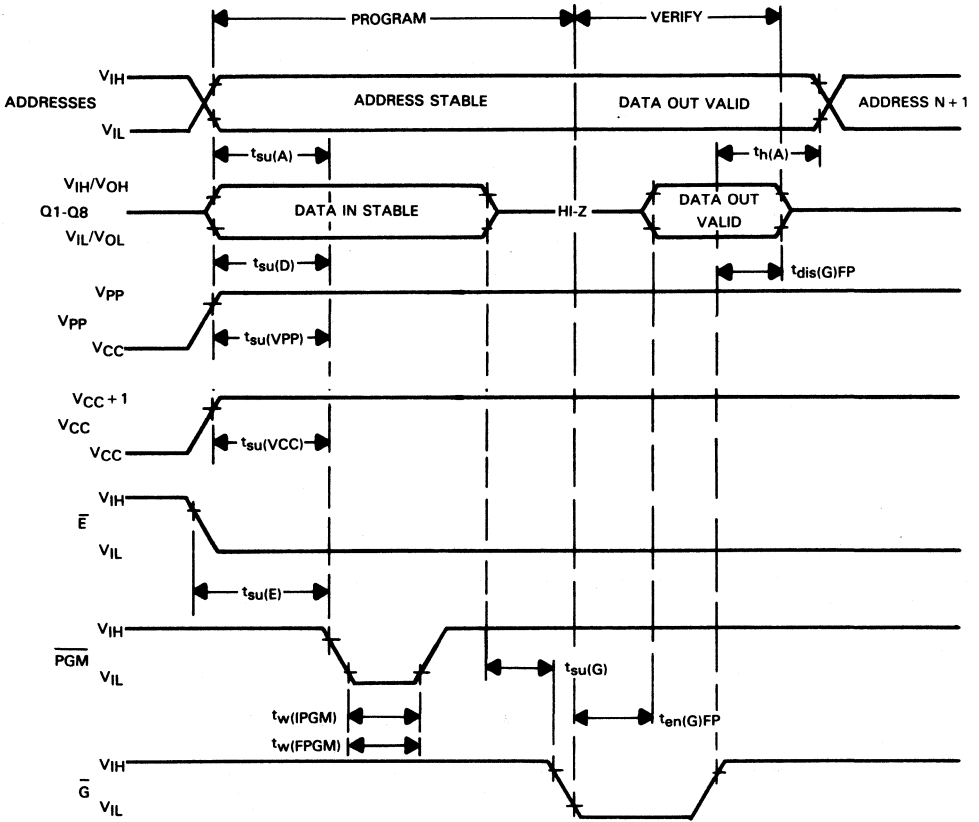 PROGRAM
VERIFY
ADDRESSES
VIH
VIL
ADDRESS STABLE
DATA OUT VALID
ADDRESS N + 1
tsu(A)
th(A)
Q1-Q8
VIH/VOH
VIL/VOL
DATA IN STABLE
HI-Z
DATA OUT
VALID
tsu(D)
tdis(G)FP
VPP
VPP
VCC
tsu(VPP)
VCC + 1
VCC
VCC
tsu(VCC)
VIH
E̅
VIL
tsu(E)
VIH
P̅G̅M̅
VIL
tsu(G)
tw(IPGM)
ten(G)FP
tw(FPGM)
VIH
G̅
VIL